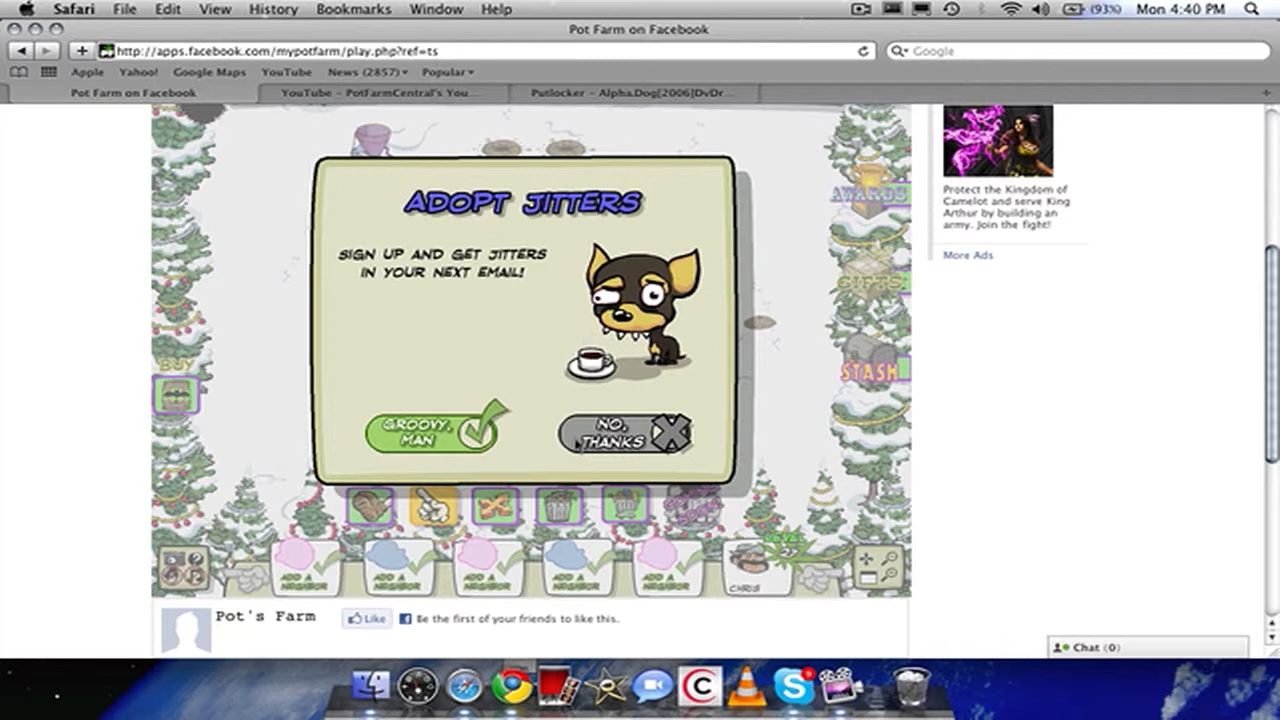 Safari File Edit View History Bookmarks Window Help
(93%) Mon 4:40 PM
Pot Farm on Facebook
http://apps.facebook.com/mypotfarm/play.php?ref=ts
Google
Apple Yahoo! Google Maps YouTube News (2857) Popular
Pot Farm on Facebook
YouTube - PotFarmCentral's You...
Putlocker - Alpha.Dog[2006]DvDr...
ADOPT JITTERS
SIGN UP AND GET JITTERS
IN YOUR NEXT EMAIL!
GROOVY,
MAN
NO,
THANKS
AWARDS
GIFTS
STASH
BUY
Protect the Kingdom of
Camelot and serve King
Arthur by building an
army. Join the fight!
More Ads
ADD A
NEIGHBOR
ADD A
NEIGHBOR
ADD A
NEIGHBOR
ADD A
NEIGHBOR
ADD A
NEIGHBOR
CHRIS
LEVEL
Pot's Farm
Like
Be the first of your friends to like this.
Chat (0)